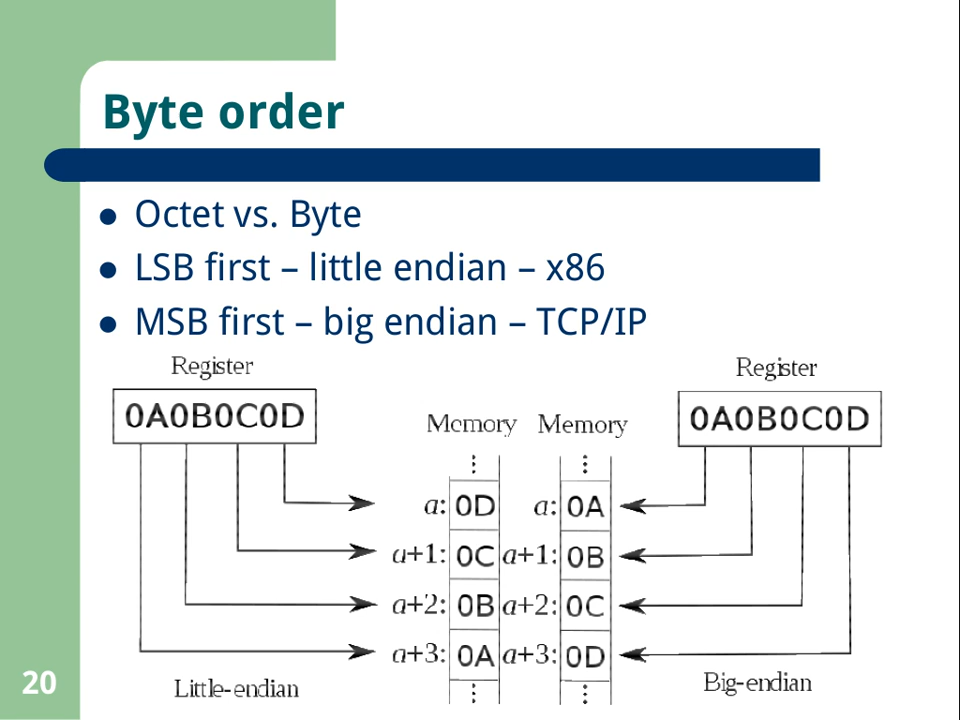 Byte order
Octet vs. Byte
LSB first – little endian – x86
MSB first – big endian – TCP/IP
Register
Register
0A0B0C0D
0A0B0C0D
Memory Memory
⋮ ⋮
a: 0D a: 0A
a+1: 0C a+1: 0B
a+2: 0B a+2: 0C
a+3: 0A a+3: 0D
⋮ ⋮
Little-endian
Big-endian
20